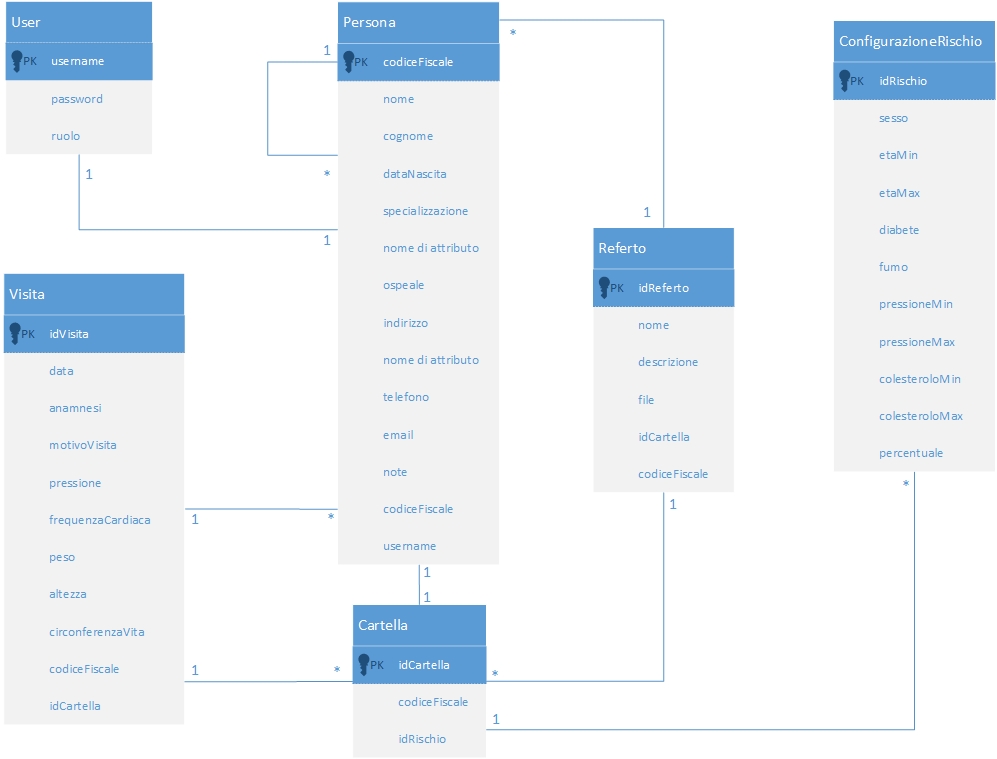 User
PK username
password
ruolo
1
1
Persona
PK codiceFiscale
nome
cognome
dataNascita
specializzazione
nome di attributo
ospeale
indirizzo
nome di attributo
telefono
email
note
codiceFiscale
username
1
*
*
1
Referto
PK idReferto
nome
descrizione
file
idCartella
codiceFiscale
1
*
ConfigurazioneRischio
PK idRischio
sesso
etaMin
etaMax
diabete
fumo
pressioneMin
pressioneMax
colesteroloMin
colesteroloMax
percentuale
*
1
Visita
PK idVisita
data
anamnesi
motivoVisita
pressione
frequenzaCardiaca
peso
altezza
circonferenzaVita
codiceFiscale
idCartella
1
*
1
*
1
1
Cartella
PK idCartella
codiceFiscale
idRischio